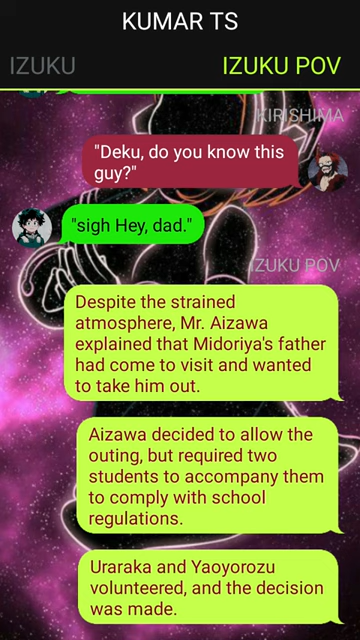 KUMAR TS
IZUKU
IZUKU POV
KIRISHIMA
"Deku, do you know this
guy?"
"sigh Hey, dad."
IZUKU POV
Despite the strained
atmosphere, Mr. Aizawa
explained that Midoriya's father
had come to visit and wanted
to take him out.
Aizawa decided to allow the
outing, but required two
students to accompany them
to comply with school
regulations.
Uraraka and Yaoyorozu
volunteered, and the decision
was made.